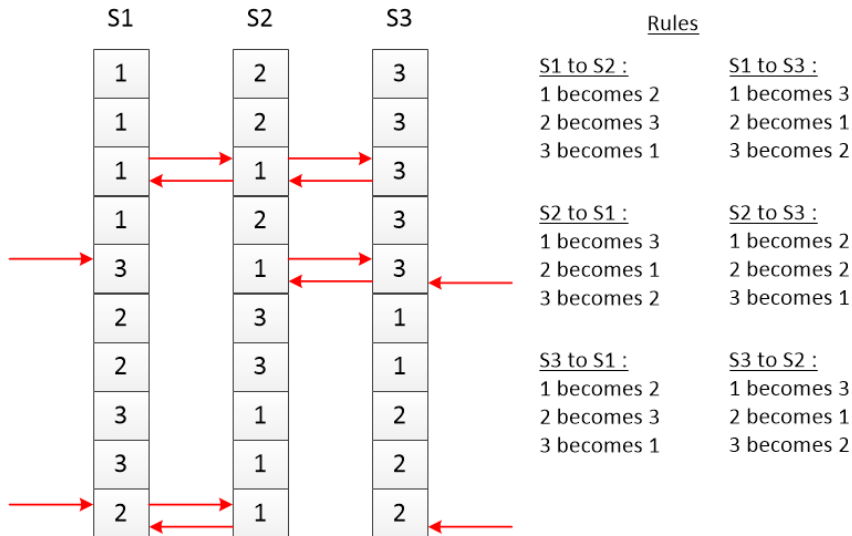 S1 S2 S3
1 2 3
1 2 3
1 1 3
1 2 3
3 1 3
2 3 1
2 3 1
3 1 2
3 1 2
2 1 2
Rules
S1 to S2 :
1 becomes 2
2 becomes 3
3 becomes 1
S1 to S3 :
1 becomes 3
2 becomes 1
3 becomes 2
S2 to S1 :
1 becomes 3
2 becomes 1
3 becomes 2
S2 to S3 :
1 becomes 2
2 becomes 2
3 becomes 1
S3 to S1 :
1 becomes 2
2 becomes 3
3 becomes 1
S3 to S2 :
1 becomes 3
2 becomes 1
3 becomes 2